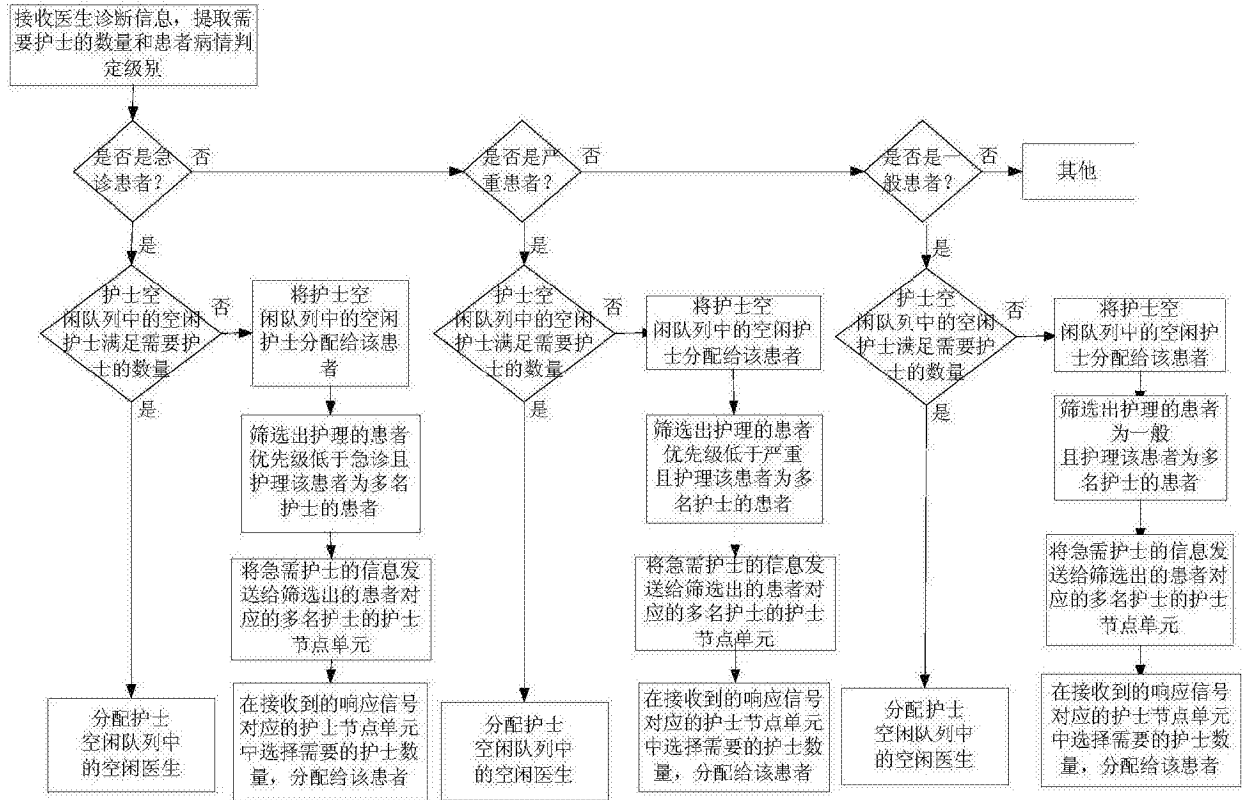 接收医生诊断信息，提取需
要护士的数量和患者病情判
定级别
是否是急
诊患者？
否
是否是严
重患者？
否
是否是一
般患者？
否
其他
是
是
是
护士空
闲队列中的空闲
护士满足需要护
士的数量
否
将护士空
闲队列中的空闲
护士分配给该患
者
护士空
闲队列中的空闲
护士满足需要护
士的数量
否
将护士空
闲队列中的空闲护
士分配给该患者
护士空
闲队列中的空闲
护士满足需要护
士的数量
否
将护士空
闲队列中的空闲护
士分配给该患者
是
是
是
筛选出护理的患者
优先级低于急诊且
护理该患者为多名
护士的患者
筛选出护理的患者
优先级低于严重
且护理该患者为多
名护士的患者
筛选出护理的患者
为一般
且护理该患者为多
名护士的患者
将急需护士的信息发
送给筛选出的患者对
应的多名护士的护士
节点单元
将急需护士的信息发
送给筛选出的患者对
应的多名护士的护士
节点单元
将急需护士的信息发
送给筛选出的患者对
应的多名护士的护士
节点单元
分配护士
空闲队列中
的空闲医生
在接收到的响应信号
对应的护士节点单元
中选择需要的护士数
量，分配给该患者
分配护士
空闲队列中
的空闲医生
在接收到的响应信号
对应的护士节点单元
中选择需要的护士数
量，分配给该患者
分配护士
空闲队列中
的空闲医生
在接收到的响应信号
对应的护士节点单元
中选择需要的护士数
量，分配给该患者